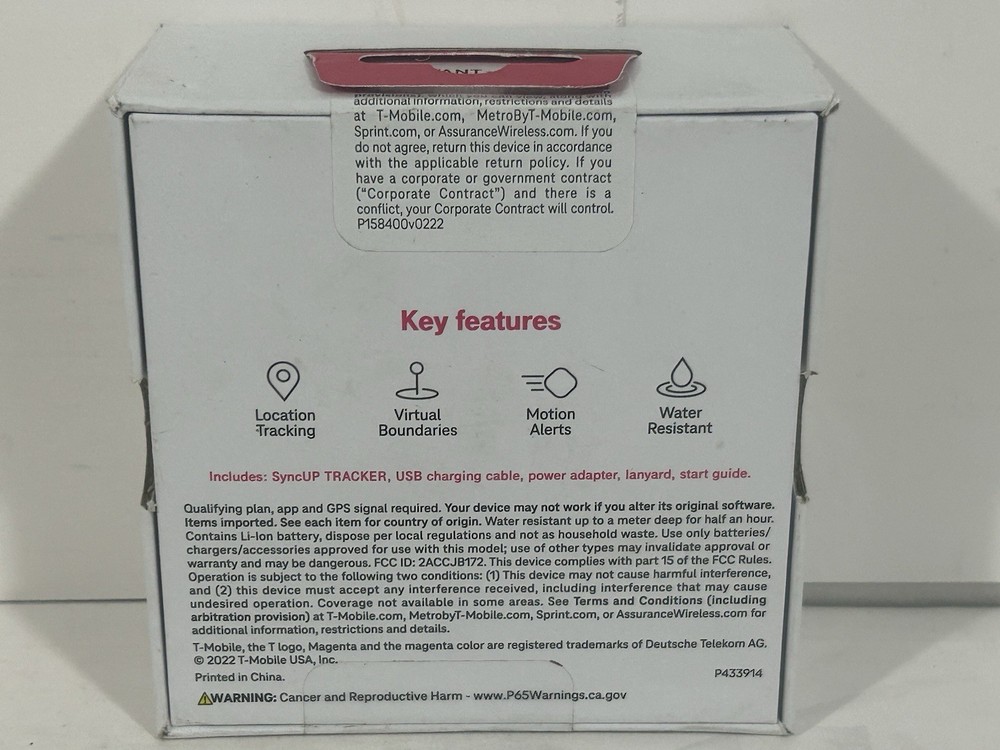 ANT
additional information, restrictions and details
at T-Mobile.com, MetroByT-Mobile.com,
Sprint.com, or AssuranceWireless.com. If you
do not agree, return this device in accordance
with the applicable return policy. If you
have a corporate or government contract
(“Corporate Contract”) and there is a
conflict, your Corporate Contract will control.
P158400v0222
Key features
Location Tracking
Virtual Boundaries
Motion Alerts
Water Resistant
Includes: SyncUP TRACKER, USB charging cable, power adapter, lanyard, start guide.
Qualifying plan, app and GPS signal required. Your device may not work if you alter its original software.
Items imported. See each item for country of origin. Water resistant up to a meter deep for half an hour.
Contains Li-Ion battery, dispose per local regulations and not as household waste. Use only batteries/
chargers/accessories approved for use with this model; use of other types may invalidate approval or
warranty and may be dangerous. FCC ID: 2ACCJB172. This device complies with part 15 of the FCC Rules.
Operation is subject to the following two conditions: (1) This device may not cause harmful interference,
and (2) this device must accept any interference received, including interference that may cause
undesired operation. Coverage not available in some areas. See Terms and Conditions (including
arbitration provision) at T-Mobile.com, MetrobyT-Mobile.com, Sprint.com, or AssuranceWireless.com for
additional information, restrictions and details.
T-Mobile, the T logo, Magenta and the magenta color are registered trademarks of Deutsche Telekom AG.
© 2022 T-Mobile USA, Inc.
Printed in China.
P433914
WARNING: Cancer and Reproductive Harm - www.P65Warnings.ca.gov